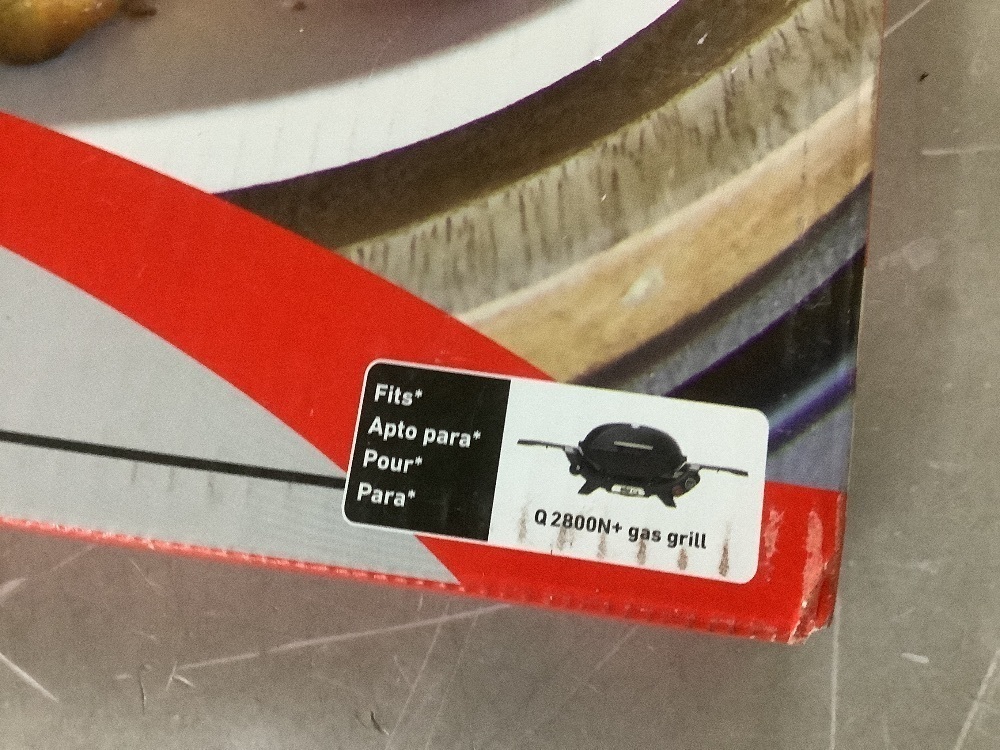 Fits*
Apto para*
Pour*
Para*
Q 2800N+ gas grill